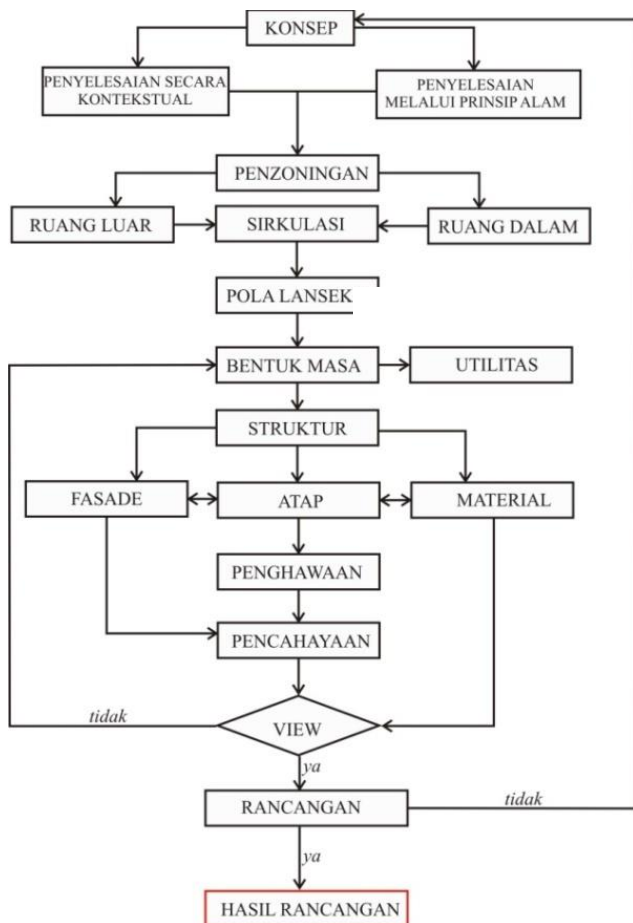 KONSEP
PENYELESAIAN SECARA
KONTEKSTUAL
PENYELESAIAN
MELALUI PRINSIP ALAM
PENZONINGAN
RUANG LUAR
SIRKULASI
RUANG DALAM
POLA LANSEK
BENTUK MASA
UTILITAS
STRUKTUR
FASADE
ATAP
MATERIAL
PENGHAWAAN
PENCAHAYAAN
tidak
VIEW
ya
RANCANGAN
tidak
ya
HASIL RANCANGAN